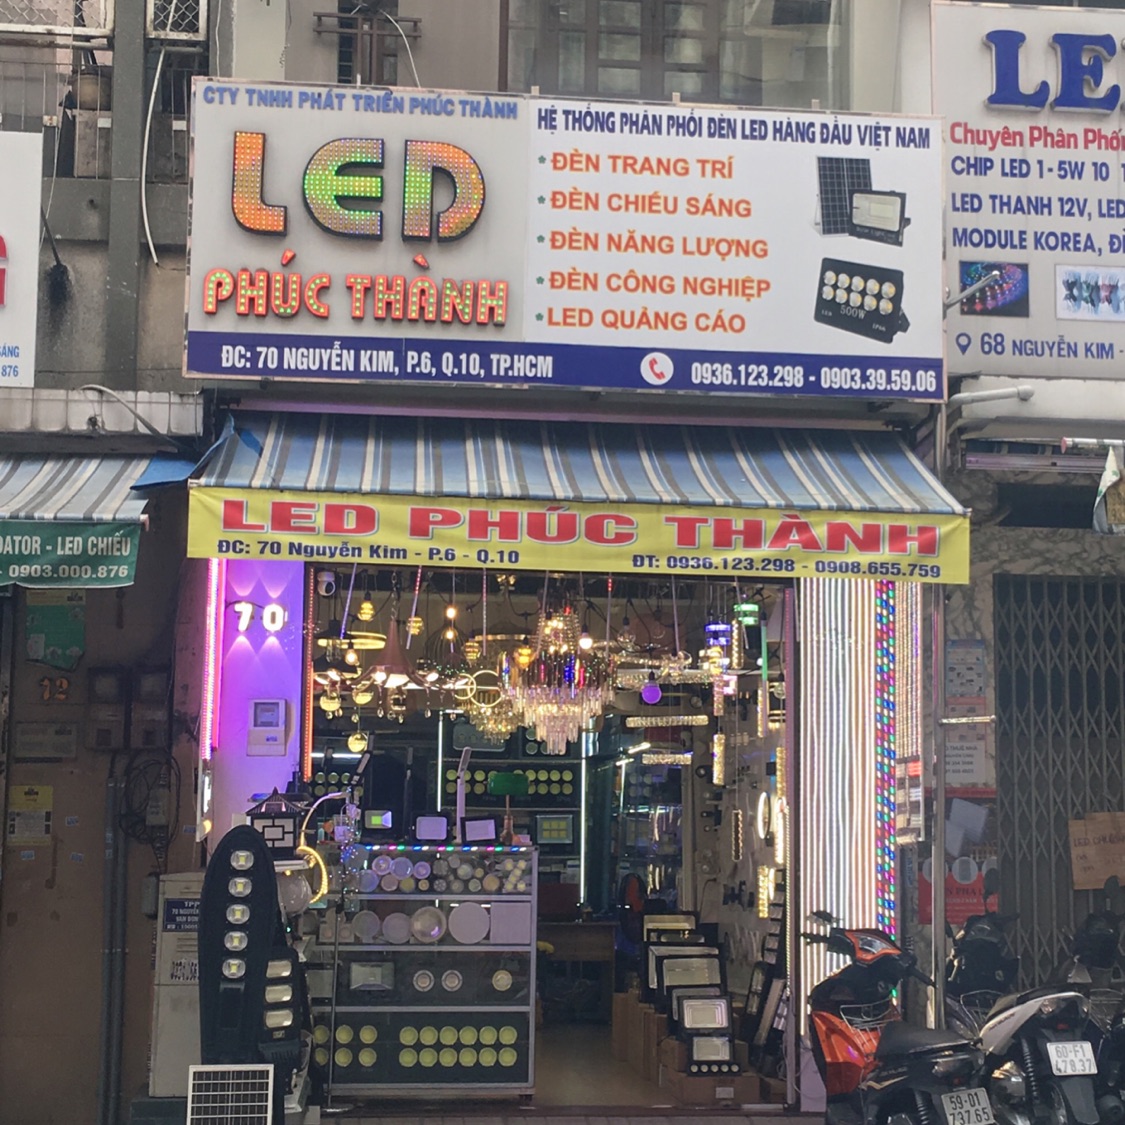 CTY TNHH PHÁT TRIỂN PHÚC THÀNH
LED
PHÚC THÀNH
HỆ THỐNG PHÂN PHỐI ĐÈN LED HÀNG ĐẦU VIỆT NAM
* ĐÈN TRANG TRÍ
* ĐÈN CHIẾU SÁNG
* ĐÈN NĂNG LƯỢNG
* ĐÈN CÔNG NGHIỆP
* LED QUẢNG CÁO
500W
ĐC: 70 NGUYỄN KIM, P.6, Q.10, TP.HCM
0936.123.298 - 0903.39.59.06
LED PHÚC THÀNH
ĐC: 70 Nguyễn Kim - P.6 - Q.10
ĐT: 0936.123.298 - 0908.655.759
Chuyên Phân Phối
CHIP LED 1-5W 10
LED THANH 12V, LED
MODULE KOREA,
68 NGUYỄN KIM -
SÁNG
876
- LED CHIẾU
- 0903.000.876
70
12
60-F1
59-D1
737.65